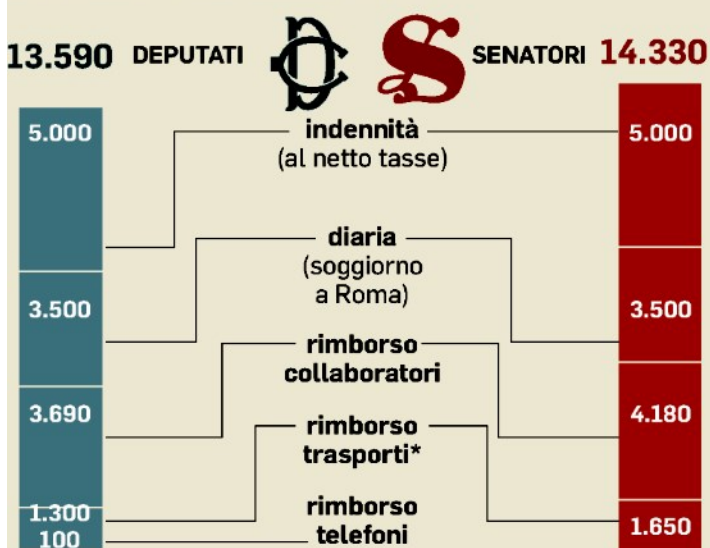 13.590 DEPUTATI SENATORI 14.330
5.000 indennità 5.000
(al netto tasse)
diaria
(soggiorno
a Roma)
3.500 3.500
rimborso
collaboratori
3.690 4.180
rimborso
trasporti*
1.300 1.650
rimborso
telefoni
100